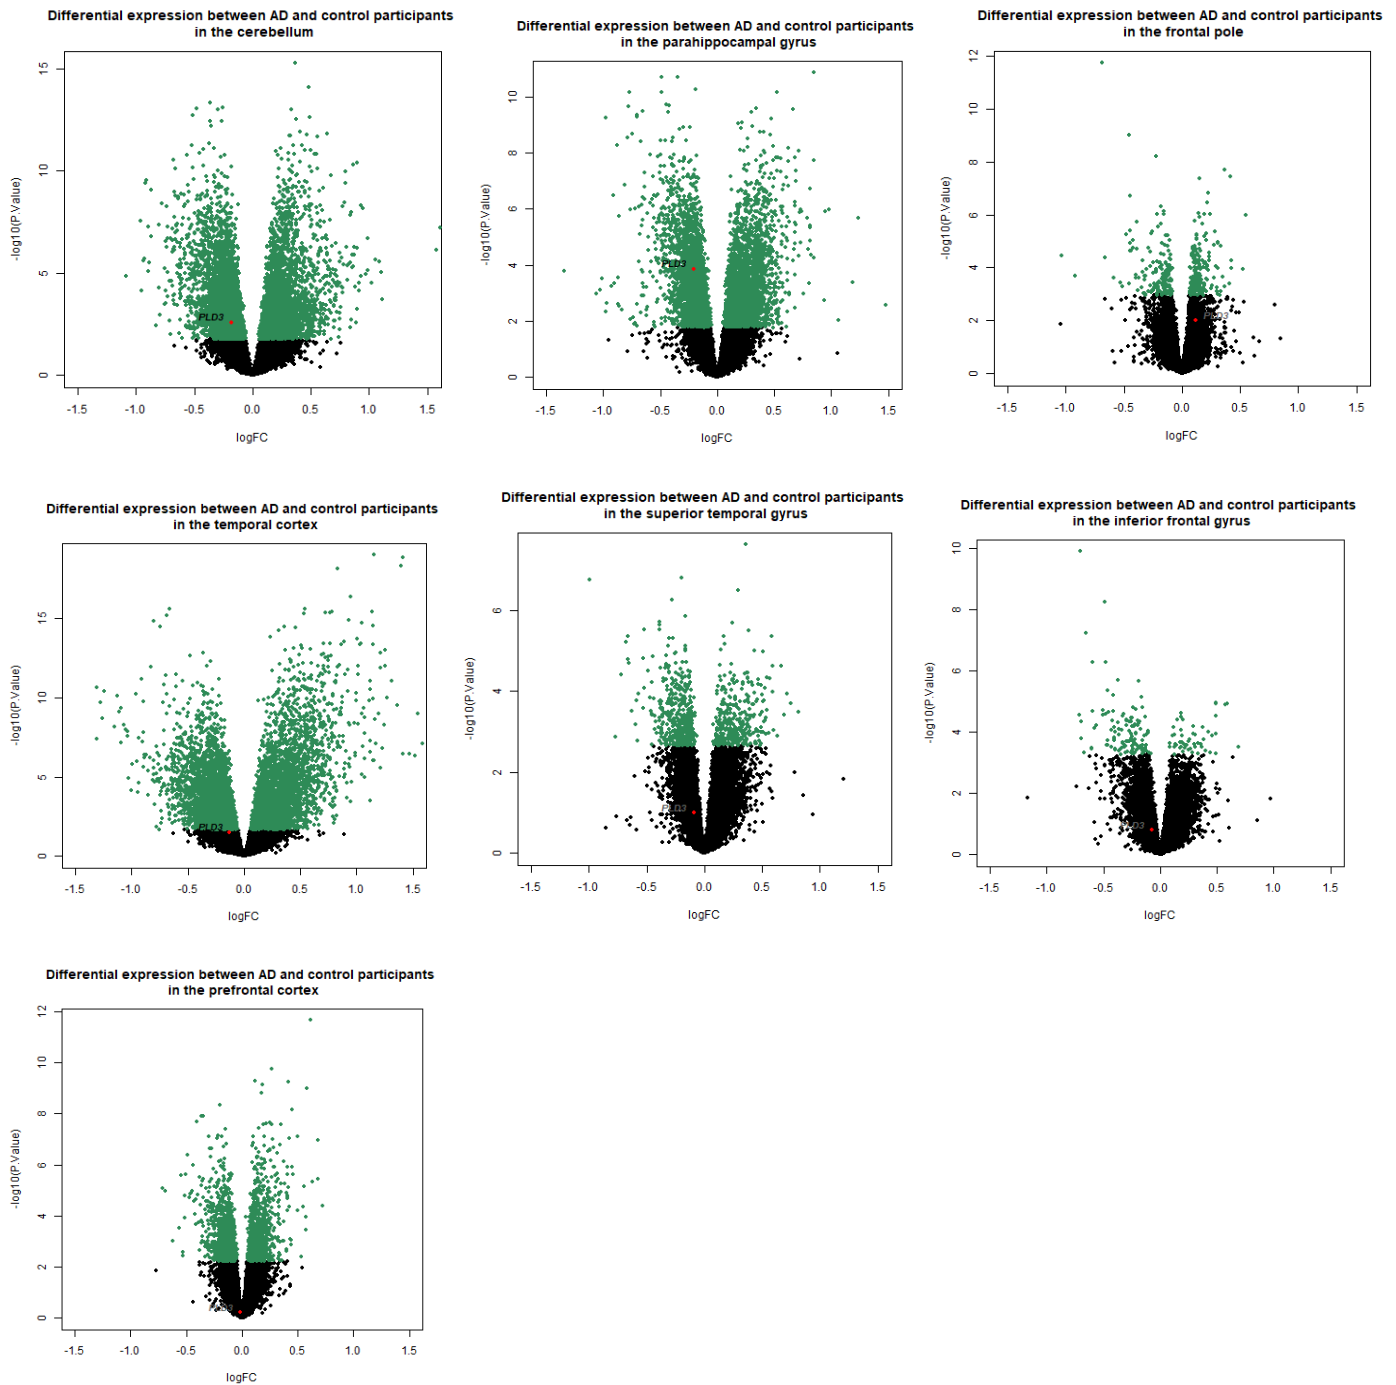 Differential expression between AD and control participants
in the cerebellum
-log10(P.Value)
15
10
5
0
PLD3
-1.5 -1.0 -0.5 0.0 0.5 1.0 1.5
logFC
Differential expression between AD and control participants
in the parahippocampal gyrus
-log10(P.Value)
10
8
6
4
2
0
PLD3
-1.5 -1.0 -0.5 0.0 0.5 1.0 1.5
logFC
Differential expression between AD and control participants
in the frontal pole
-log10(P.Value)
12
10
8
6
4
2
0
PLD3
-1.5 -1.0 -0.5 0.0 0.5 1.0 1.5
logFC
Differential expression between AD and control participants
in the temporal cortex
-log10(P.Value)
15
10
5
0
PLD3
-1.5 -1.0 -0.5 0.0 0.5 1.0 1.5
logFC
Differential expression between AD and control participants
in the superior temporal gyrus
-log10(P.Value)
6
4
2
0
PLD3
-1.5 -1.0 -0.5 0.0 0.5 1.0 1.5
logFC
Differential expression between AD and control participants
in the inferior frontal gyrus
-log10(P.Value)
10
8
6
4
2
0
PLD3
-1.5 -1.0 -0.5 0.0 0.5 1.0 1.5
logFC
Differential expression between AD and control participants
in the prefrontal cortex
-log10(P.Value)
12
10
8
6
4
2
0
PLD3
-1.5 -1.0 -0.5 0.0 0.5 1.0 1.5
logFC